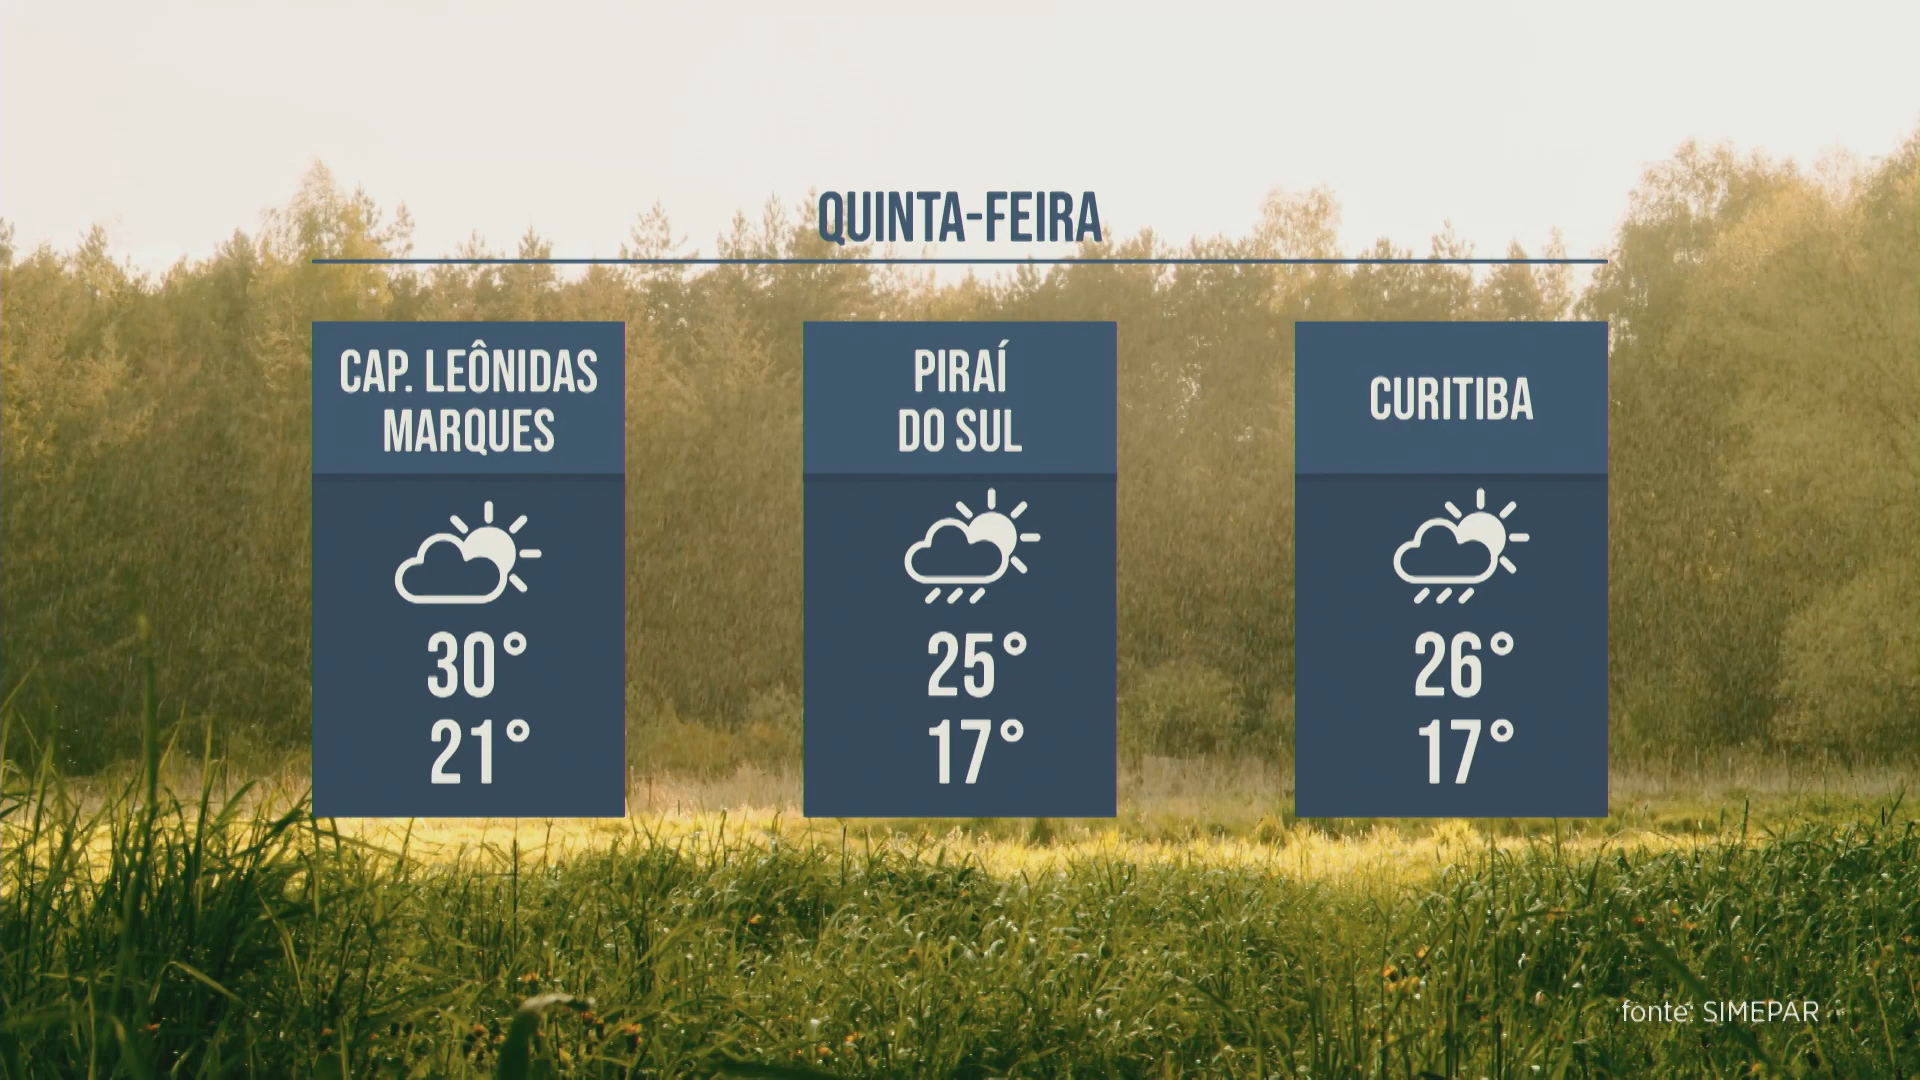 QUINTA-FEIRA
CAP. LEÔNIDAS
MARQUES
30°
21°
PIRAÍ
DO SUL
25°
17°
CURITIBA
26°
17°
fonte: SIMEPAR